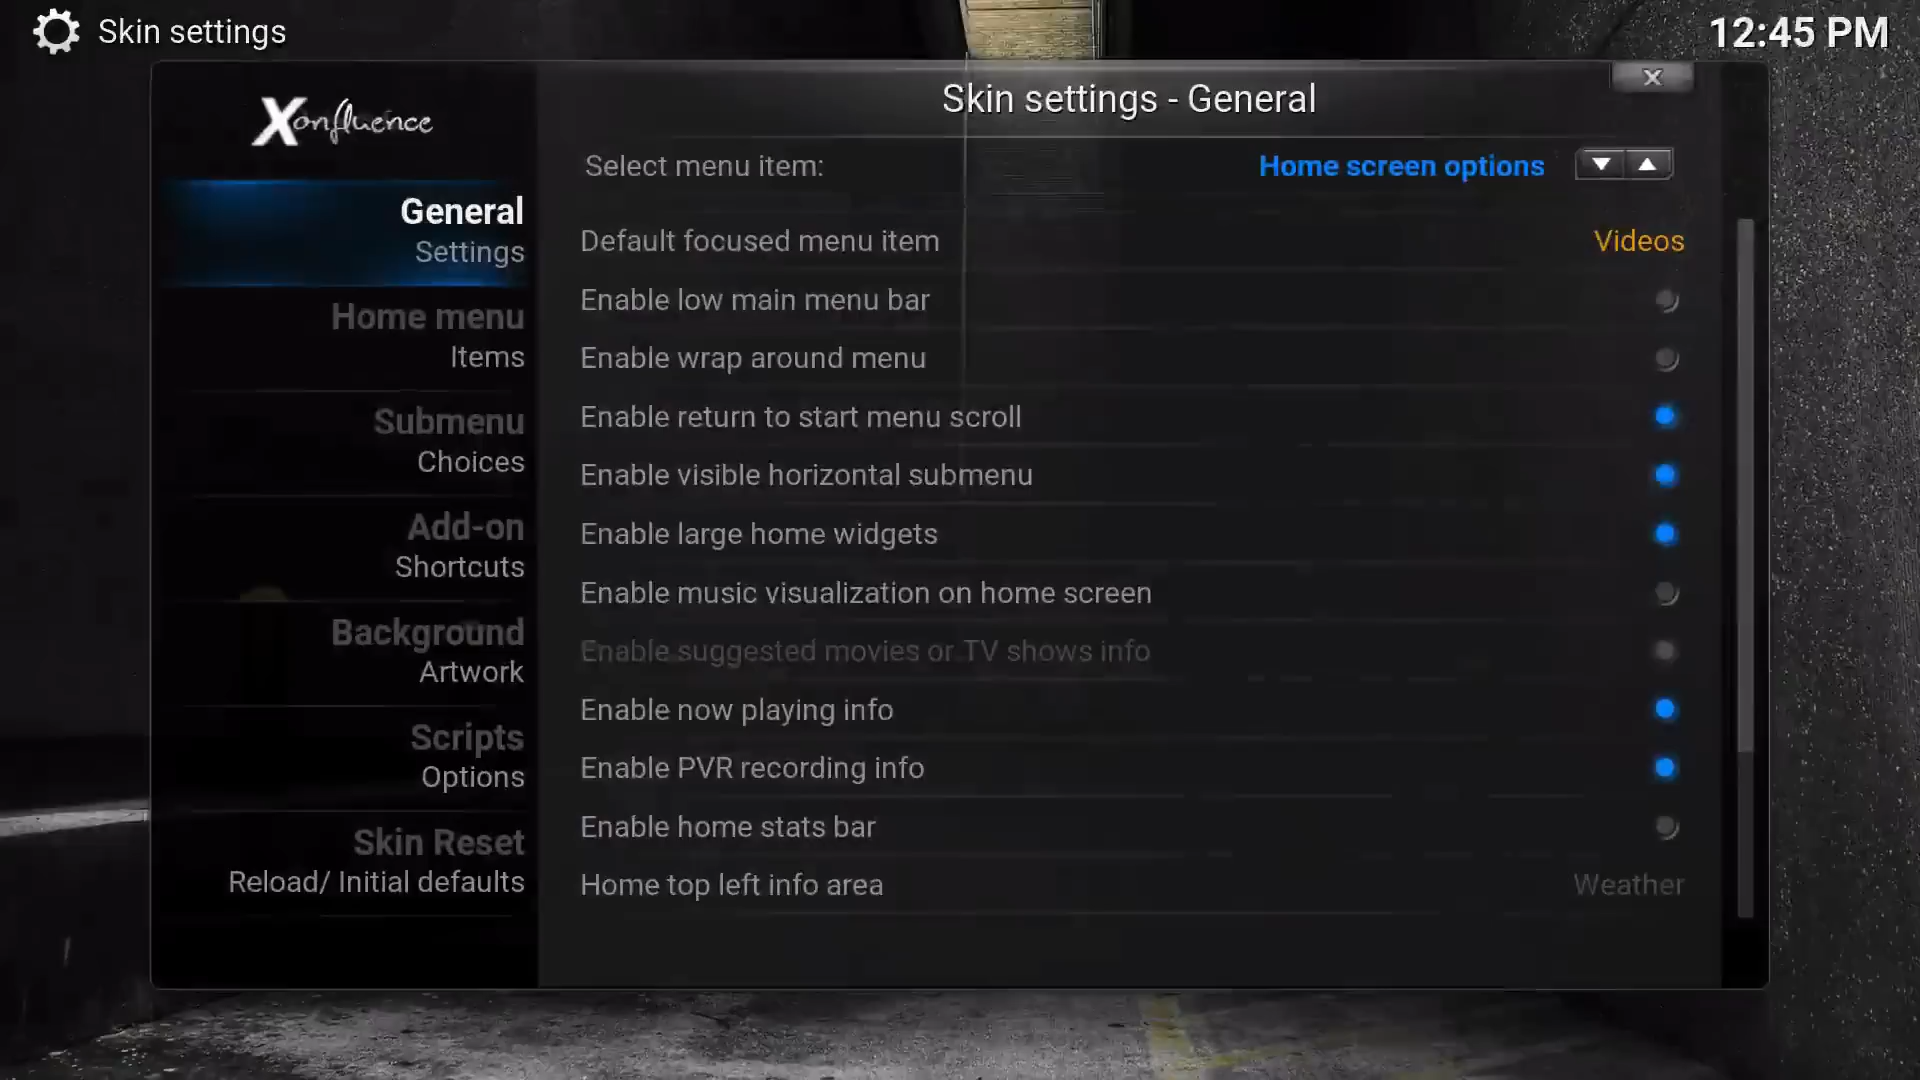 Skin settings
12:45 PM
Xonfluence
Skin settings - General
Select menu item:
Home screen options
General
Settings
Home menu
Items
Submenu
Choices
Add-on
Shortcuts
Background
Artwork
Scripts
Options
Skin Reset
Reload/ Initial defaults
Default focused menu item
Videos
Enable low main menu bar
Enable wrap around menu
Enable return to start menu scroll
Enable visible horizontal submenu
Enable large home widgets
Enable music visualization on home screen
Enable suggested movies or TV shows info
Enable now playing info
Enable PVR recording info
Enable home stats bar
Home top left info area
Weather